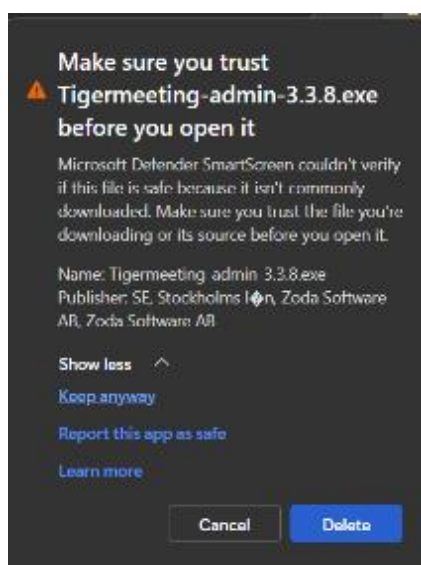 Make sure you trust
Tigermeeting-admin-3.3.8.exe
before you open it
Microsoft Defender SmartScreen couldn't verify
if this file is safe because it isn't commonly
downloaded. Make sure you trust the file you're
downloading or its source before you open it.
Name: Tigermeeting admin 3.3.8.exe
Publisher: SE, Stockholms l�n, Zoda Software
AB, Zoda Software AB
Show less
Keep anyway
Report this app as safe
Learn more
Cancel
Delete